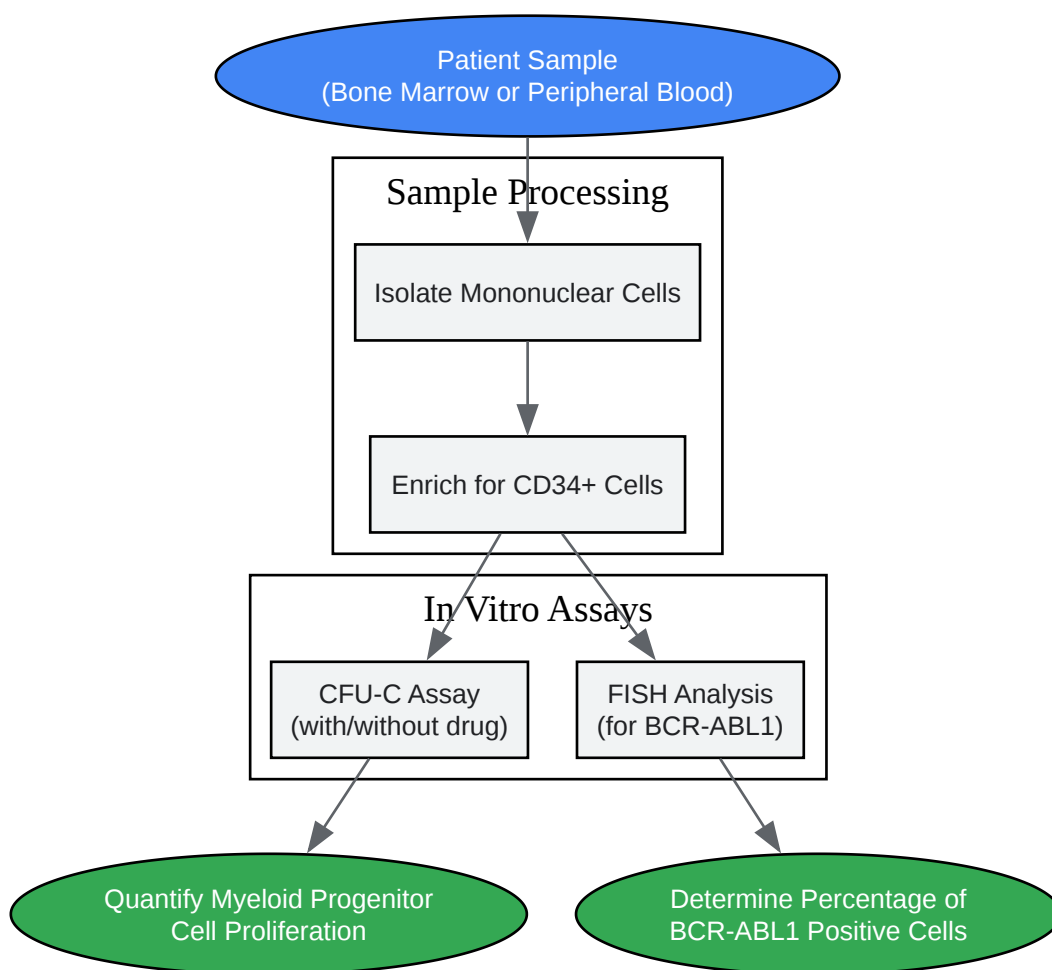 Patient Sample
(Bone Marrow or Peripheral Blood)
Sample Processing
Isolate Mononuclear Cells
Enrich for CD34+ Cells
In Vitro Assays
CFU-C Assay
(with/without drug)
FISH Analysis
(for BCR-ABL1)
Quantify Myeloid Progenitor
Cell Proliferation
Determine Percentage of
BCR-ABL1 Positive Cells